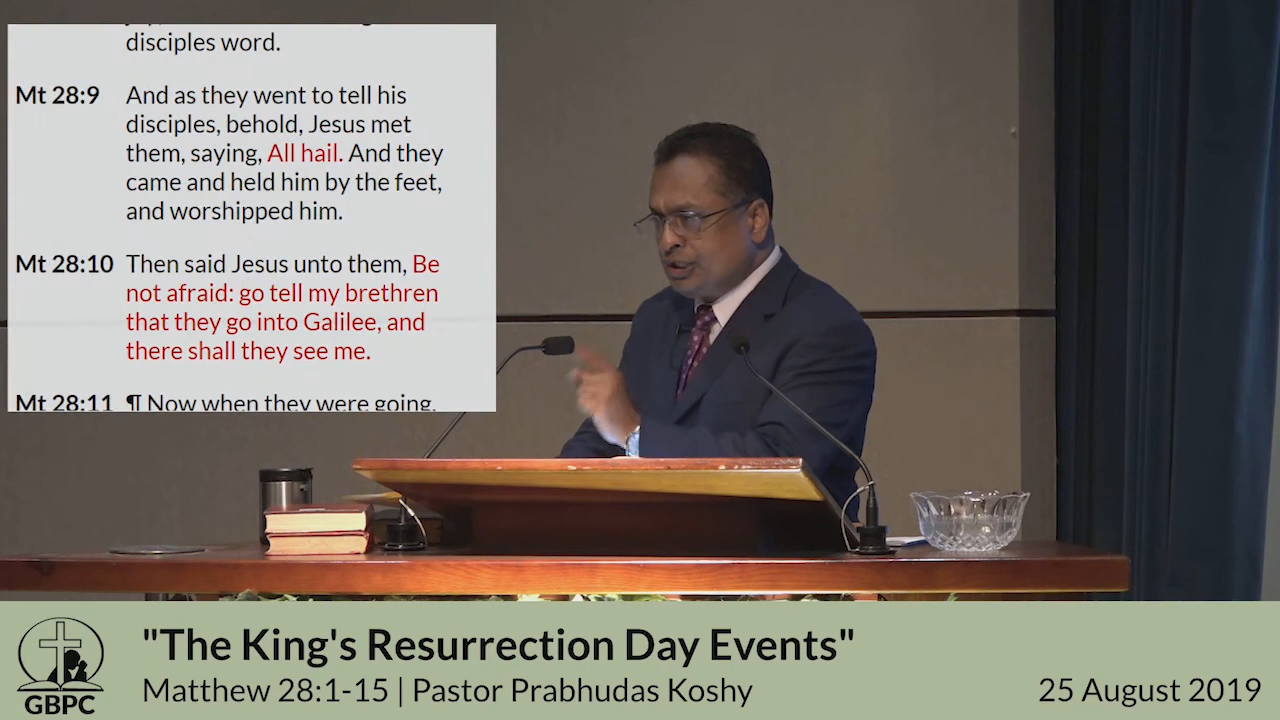 disciples word.
Mt 28:9 And as they went to tell his
disciples, behold, Jesus met
them, saying, All hail. And they
came and held him by the feet,
and worshipped him.
Mt 28:10 Then said Jesus unto them, Be
not afraid: go tell my brethren
that they go into Galilee, and
there shall they see me.
Mt 28:11 ¶ Now when they were going,
GBPC
"The King's Resurrection Day Events"
Matthew 28:1-15 | Pastor Prabhudas Koshy
25 August 2019